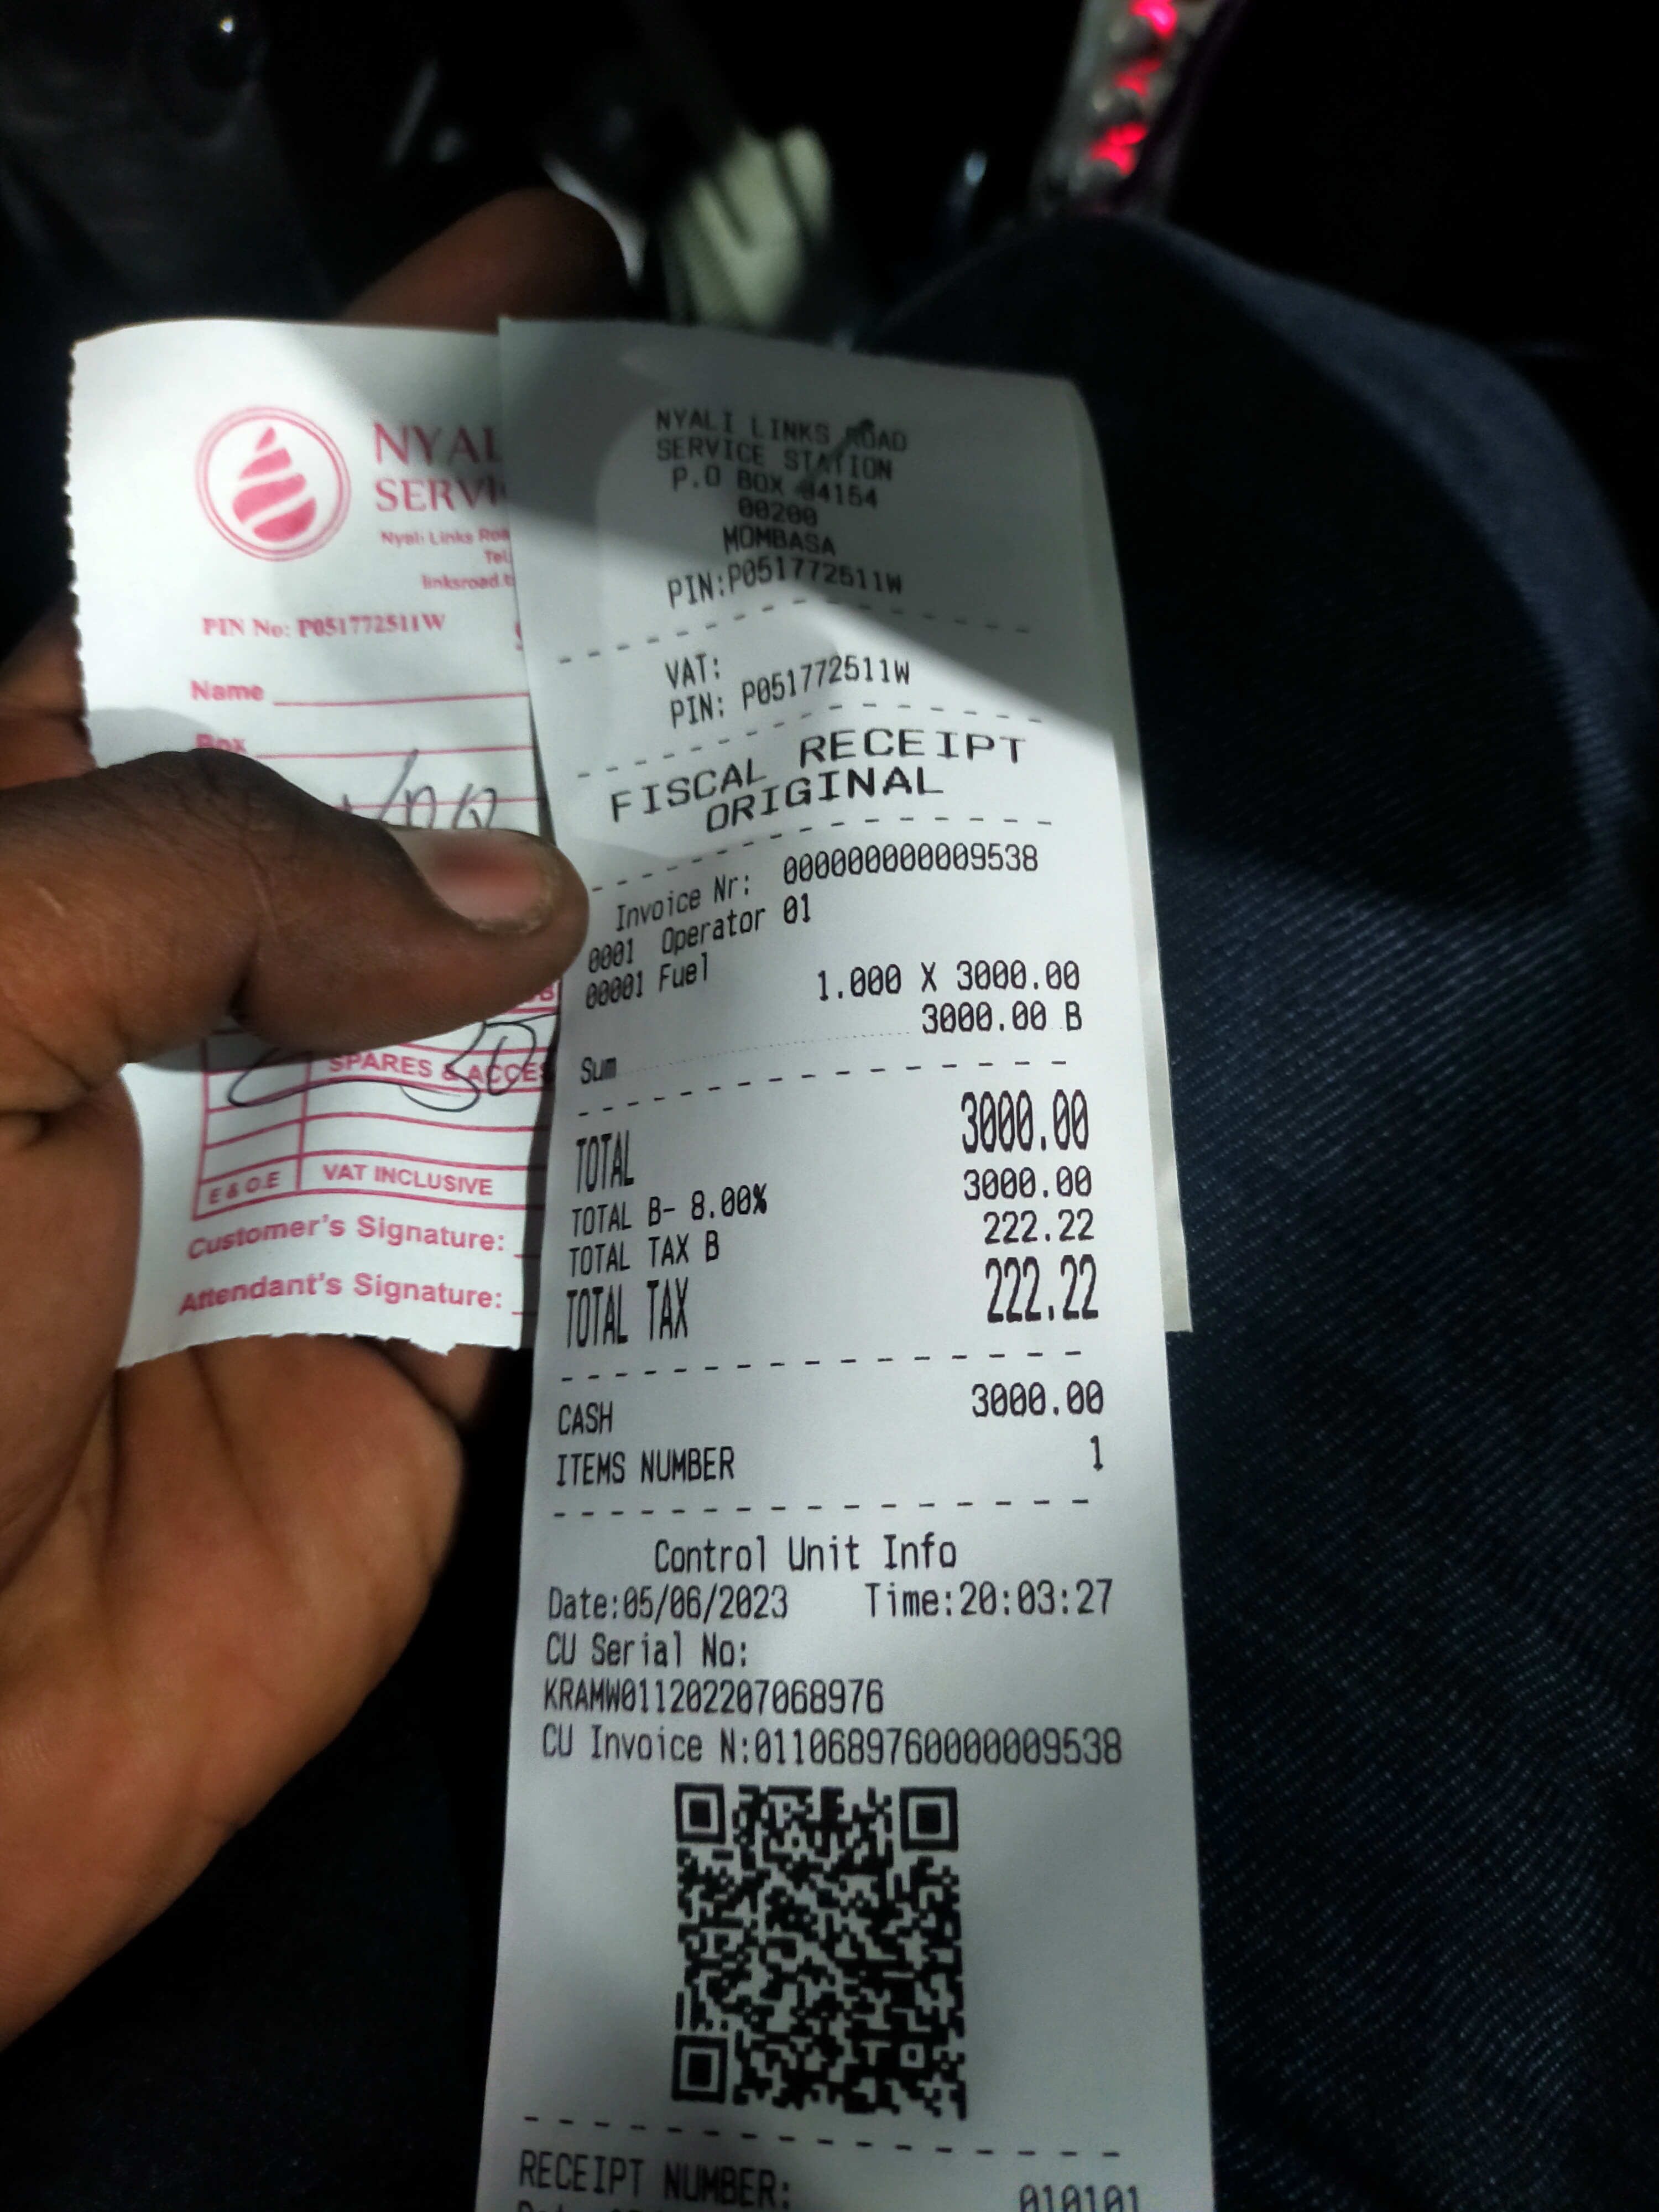 NYAL
SERVI
Nyali Links Roa
Tel:
linksroad.t
PIN No: P051772511W
Name
Box
SPARES & ACCES
E & O.E VAT INCLUSIVE
Customer's Signature:
Attendant's Signature:
NYALI LINKS ROAD
SERVICE STATION
P.O BOX 04154
00200
MOMBASA
PIN:P051772511W
VAT:
PIN: P051772511W
FISCAL RECEIPT
ORIGINAL
Invoice Nr: 000000000009538
0001 Operator 01
00001 Fuel
1.000 X 3000.00
3000.00 B
Sum
TOTAL 3000.00
TOTAL B- 8.00% 3000.00
TOTAL TAX B 222.22
TOTAL TAX 222.22
CASH 3000.00
ITEMS NUMBER 1
Control Unit Info
Date:05/06/2023 Time:20:03:27
CU Serial No:
KRAMW011202207068976
CU Invoice N:0110689760000009538
RECEIPT NUMBER: 010101